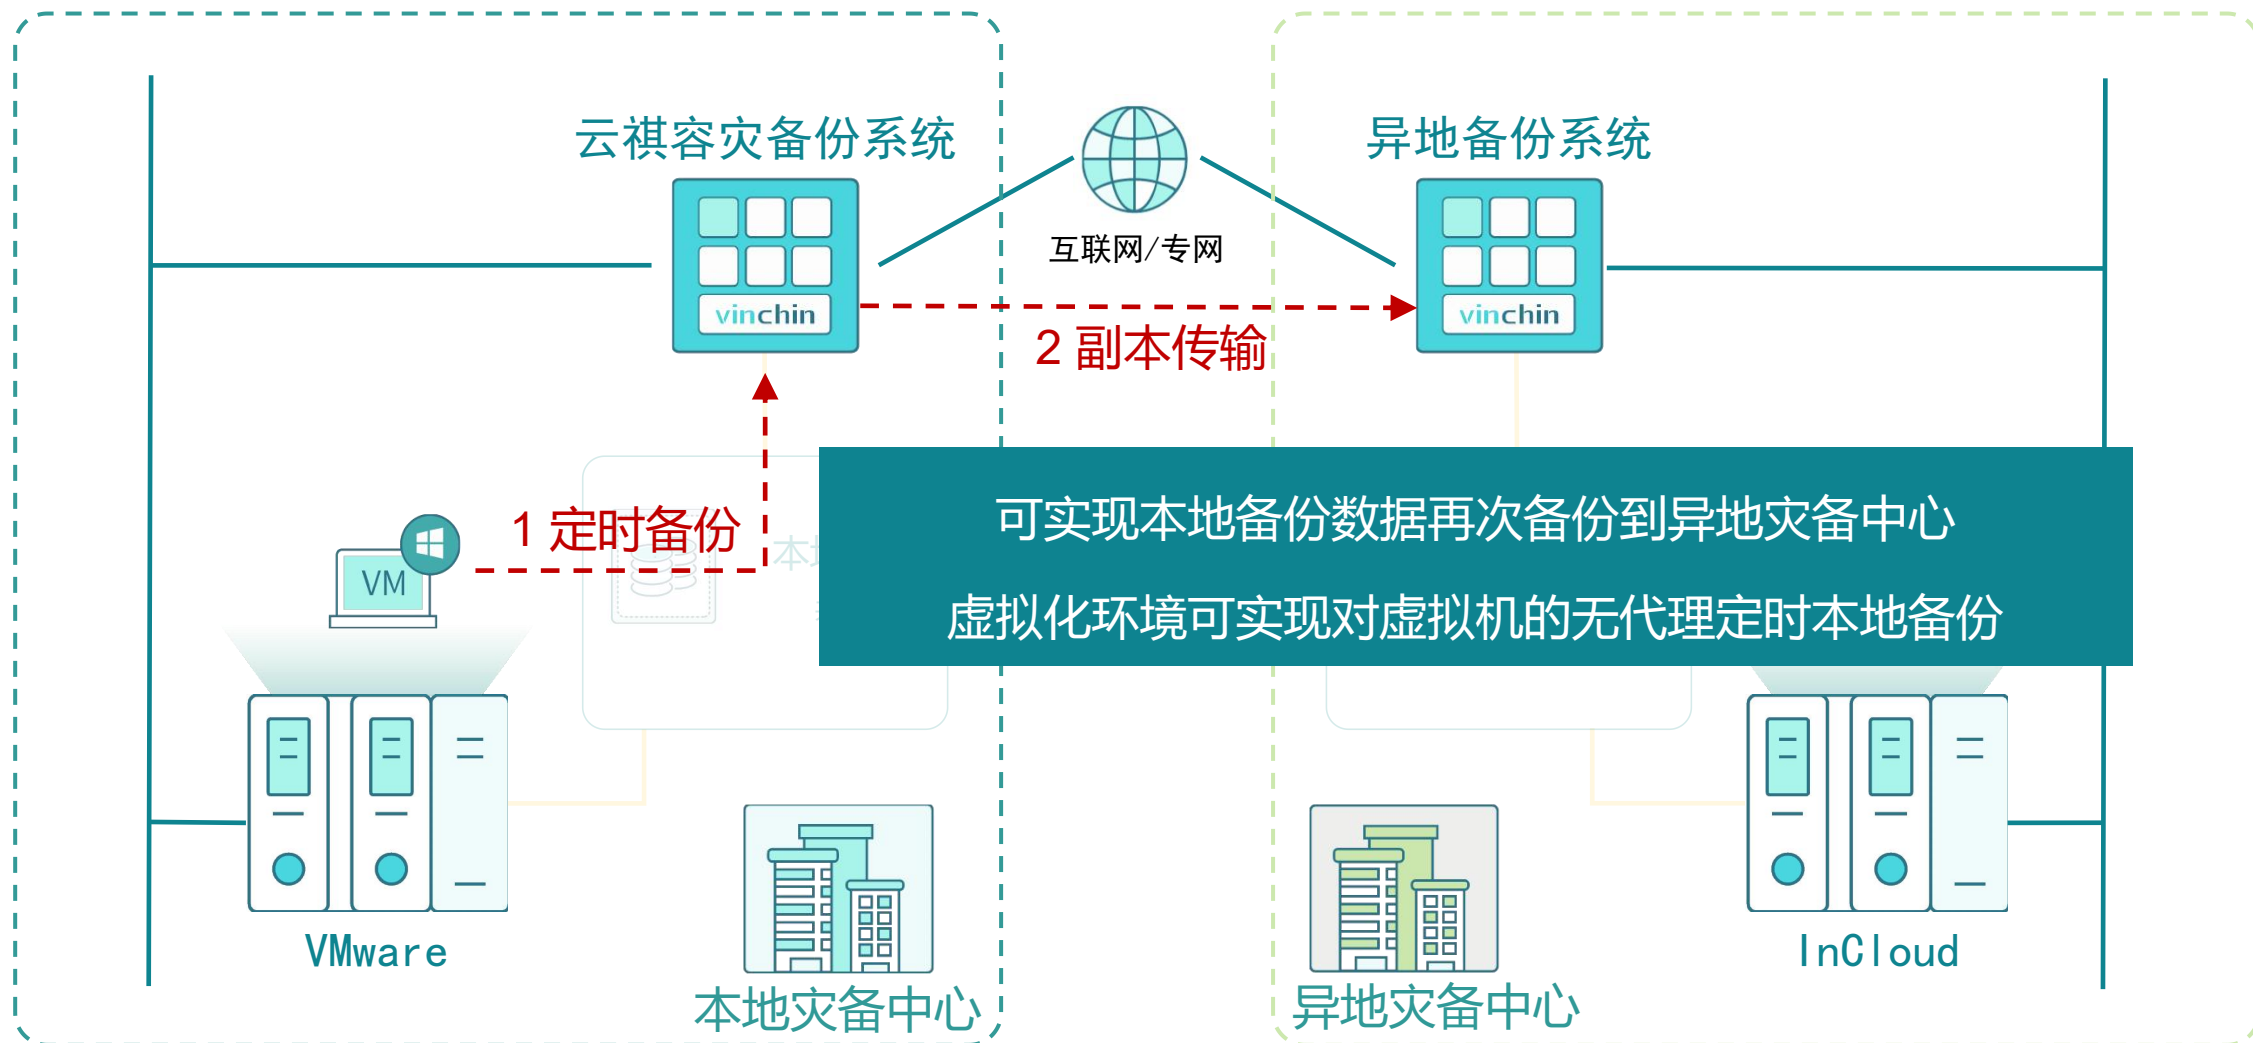 云祺容灾备份系统
异地备份系统
互联网/专网
vinchin
vinchin
2 副本传输
可实现本地备份数据再次备份到异地灾备中心
1 定时备份
本
VM
虚拟化环境可实现对虚拟机的无代理定时本地备份
VMware
InCloud
本地灾备中心
异地灾备中心